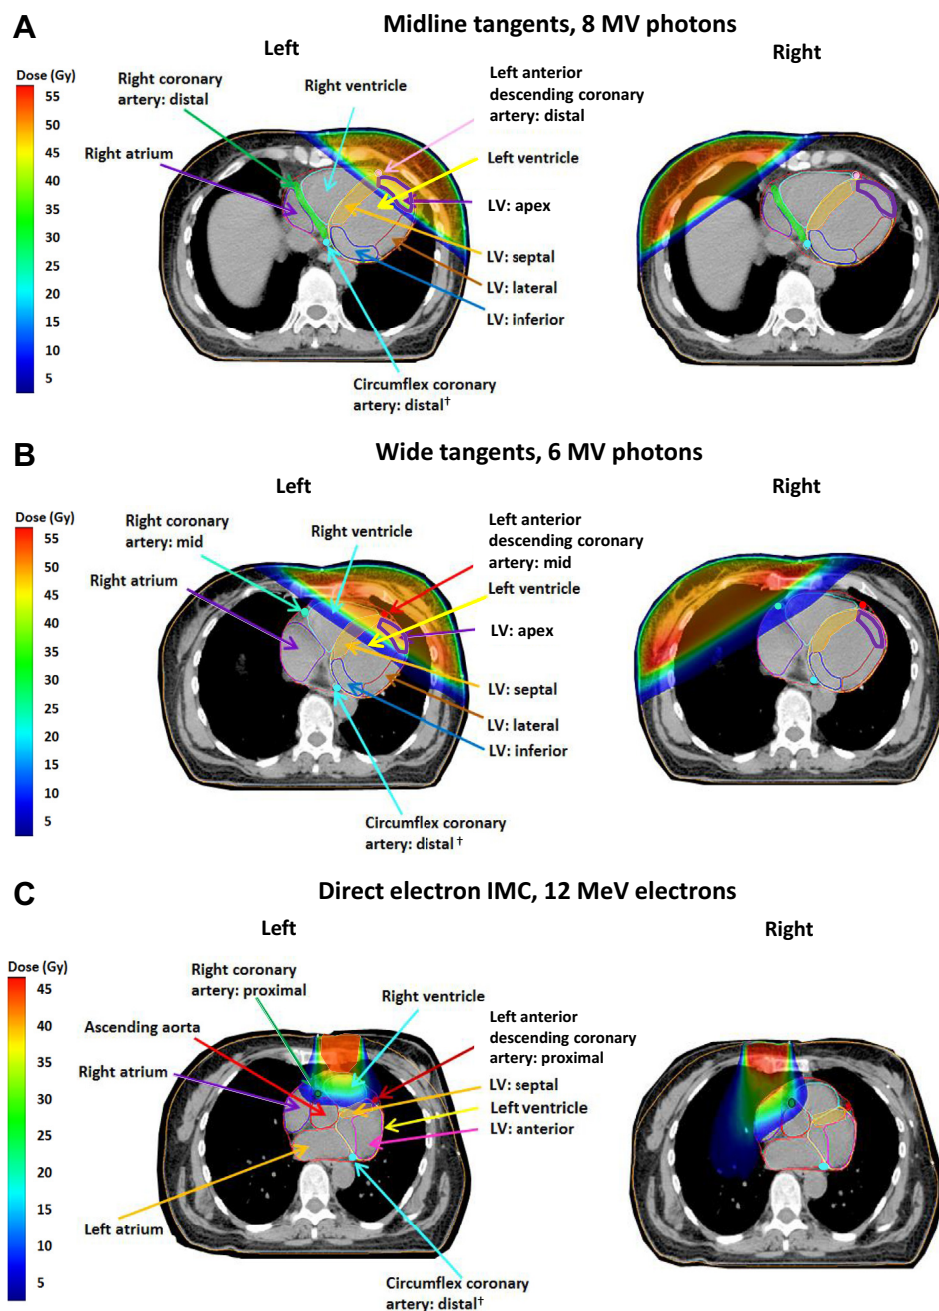 A
Midline tangents, 8 MV photons
Left
Right
Dose (Gy)
55
50
45
40
35
30
25
20
15
10
5
Right coronary
artery: distal
Right ventricle
Left anterior
descending coronary
artery: distal
Right atrium
Left ventricle
LV: apex
LV: septal
LV: lateral
LV: inferior
Circumflex coronary
artery: distal†
B
Wide tangents, 6 MV photons
Left
Right
Dose (Gy)
55
50
45
40
35
30
25
20
15
10
5
Right coronary
artery: mid
Right ventricle
Left anterior
descending coronary
artery: mid
Right atrium
Left ventricle
LV: apex
LV: septal
LV: lateral
LV: inferior
Circumflex coronary
artery: distal †
C
Direct electron IMC, 12 MeV electrons
Left
Right
Dose (Gy)
45
40
35
30
25
20
15
10
5
Right coronary
artery: proximal
Right ventricle
Left anterior
descending coronary
artery: proximal
Ascending aorta
Right atrium
LV: septal
Left ventricle
LV: anterior
Left atrium
Circumflex coronary
artery: distal†